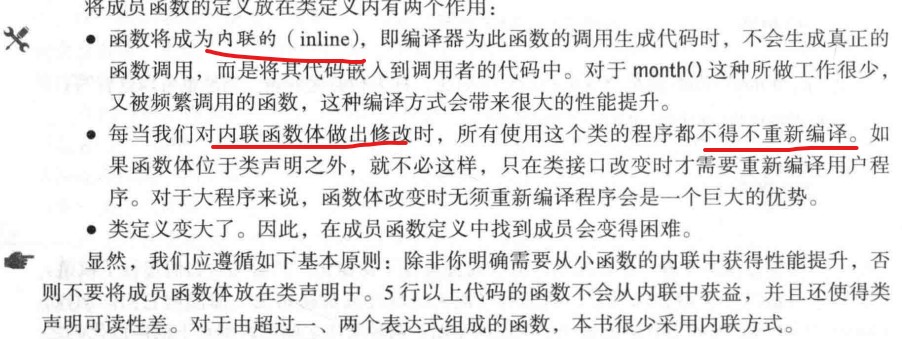 将成员函数的定义放在类定义内有两个作用：
● 函数将成为内联的（inline），即编译器为此函数的调用生成代码时，不会生成真正的
函数调用，而是将其代码嵌入到调用者的代码中。对于 month() 这种所做工作很少，
又被频繁调用的函数，这种编译方式会带来很大的性能提升。
● 每当我们对内联函数体做出修改时，所有使用这个类的程序都不得不重新编译。如
果函数体位于类声明之外，就不必这样，只在类接口改变时才需要重新编译用户程
序。对于大程序来说，函数体改变时无须重新编译程序会是一个巨大的优势。
● 类定义变大了。因此，在成员函数定义中找到成员会变得困难。
显然，我们应遵循如下基本原则：除非你明确需要从小函数的内联中获得性能提升，否
则不要将成员函数体放在类声明中。5 行以上代码的函数不会从内联中获益，并且还使得类
声明可读性差。对于由超过一、两个表达式组成的函数，本书很少采用内联方式。